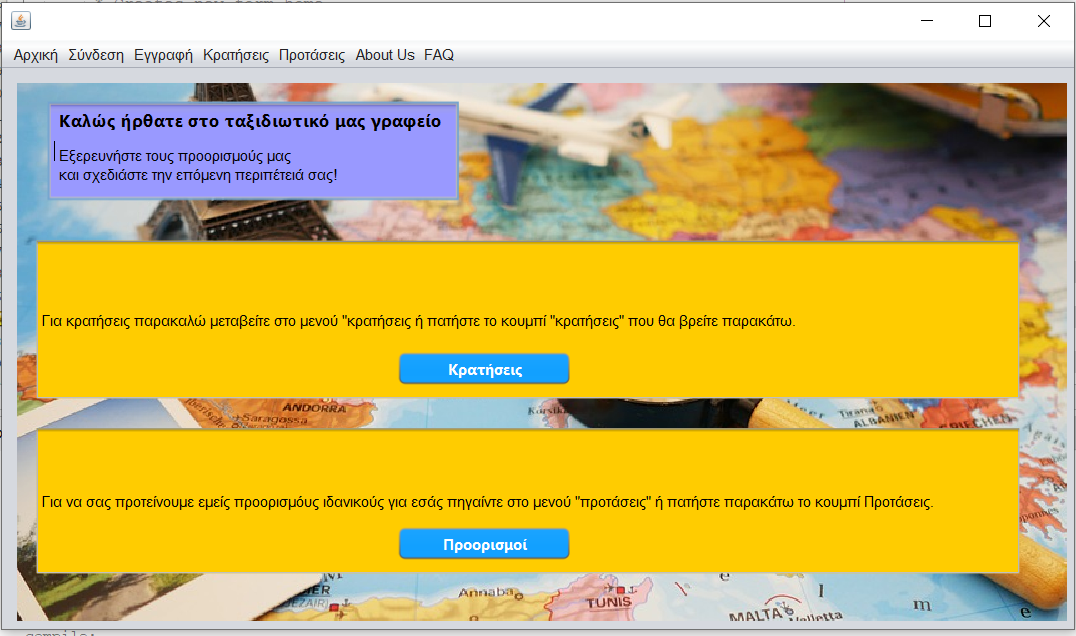 Αρχική Σύνδεση Εγγραφή Κρατήσεις Προτάσεις About Us FAQ
Καλώς ήρθατε στο ταξιδιωτικό μας γραφείο
Εξερευνήστε τους προορισμούς μας
και σχεδιάστε την επόμενη περιπέτειά σας!
Για κρατήσεις παρακαλώ μεταβείτε στο μενού "κρατήσεις ή πατήστε το κουμπί "κρατήσεις" που θα βρείτε παρακάτω.
Κρατήσεις
ANDORRA
Saragossa
Για να σας προτείνουμε εμείς προορισμόυς ιδανικούς για εσάς πηγαίντε στο μενού "προτάσεις" ή πατήστε παρακάτω το κουμπί Προτάσεις.
Προορισμοί
Annaba
TUNIS
MALTA Valletta
m
e